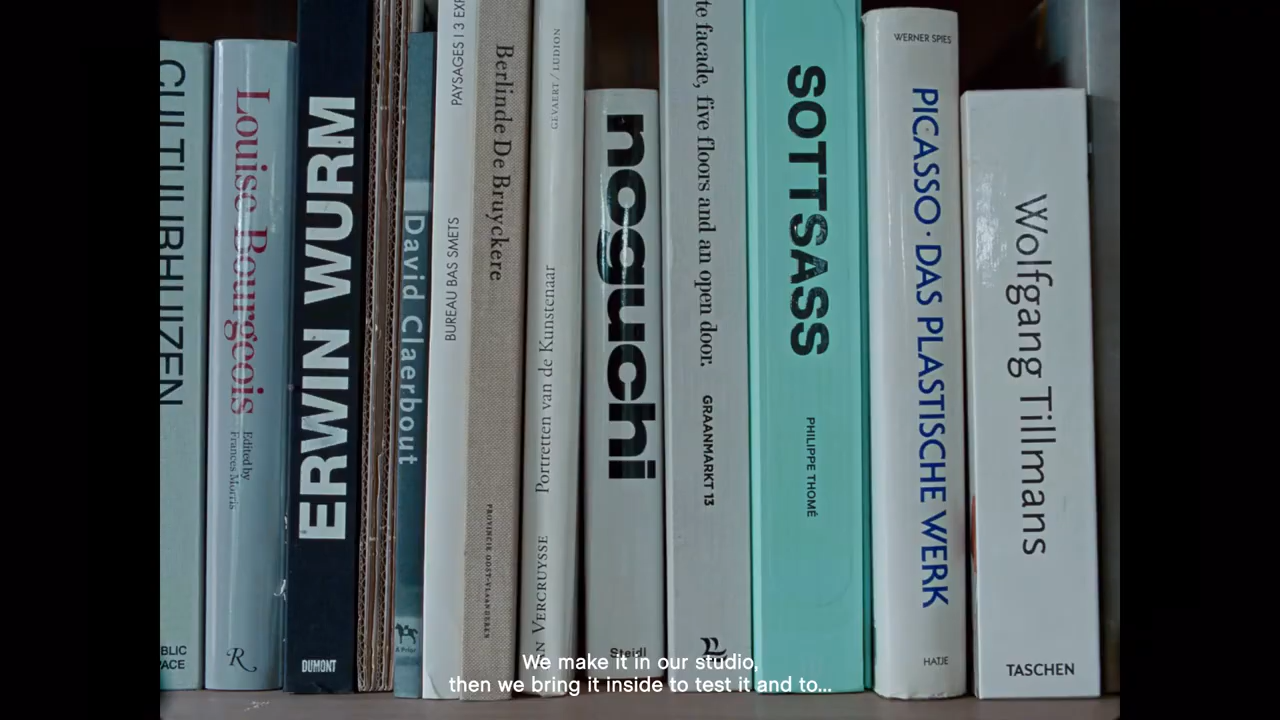 CULTUURHUIZEN
PUBLIC
SPACE
Louise Bourgeois
Edited by
Frances Morris
R
ERWIN WURM
DUMONT
David Claerbout
PAYSAGES | 3
BUREAU BAS SMETS
Berlinde De Bruyckere
PROVINCIE OOST-VLAANDEREN
GEVAERT / LUDION
Portretten van de Kunstenaar
VERCRUYSSE
noguchi
Steidl
te facade, five floors and an open door.
GRAANMARKT 13
SOTTSASS
PHILIPPE THOMÉ
WERNER SPIES
PICASSO · DAS PLASTISCHE WERK
HATJE
Wolfgang Tillmans
TASCHEN
We make it in our studio,
then we bring it inside to test it and to...